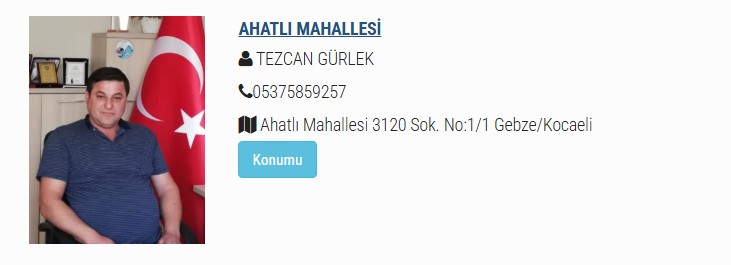 AHATLI MAHALLESİ
TEZCAN GÜRLEK
05375859257
Ahatlı Mahallesi 3120 Sok. No:1/1 Gebze/Kocaeli
Konumu